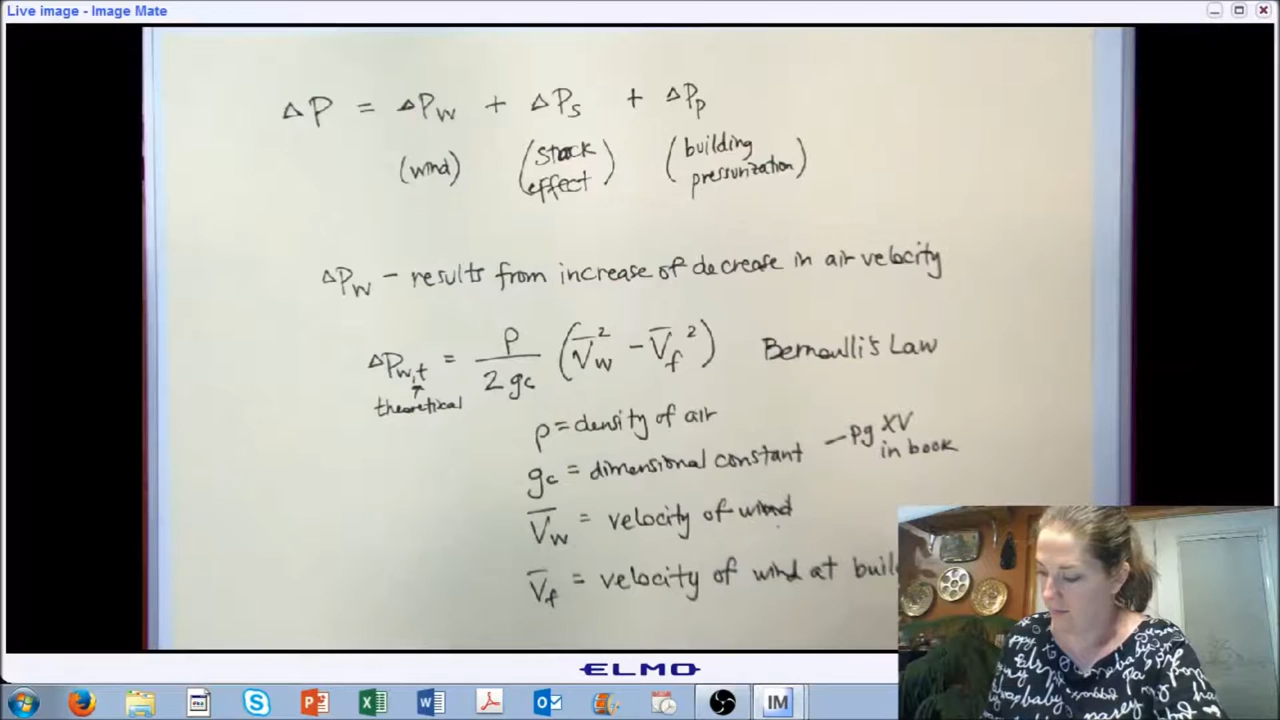 Live image - Image Mate
ΔP = ΔPw + ΔPs + ΔPp
(wind) (stack effect) (building pressurization)
ΔPw - results from increase of decrease in air velocity
ΔPw,t = ρ / 2gc (V̄w² - V̄f²) Bernoulli's Law
theoretical
ρ = density of air
gc = dimensional constant - pg XV in book
V̄w = velocity of wind
V̄f = velocity of wind at buil
ELMO
IM